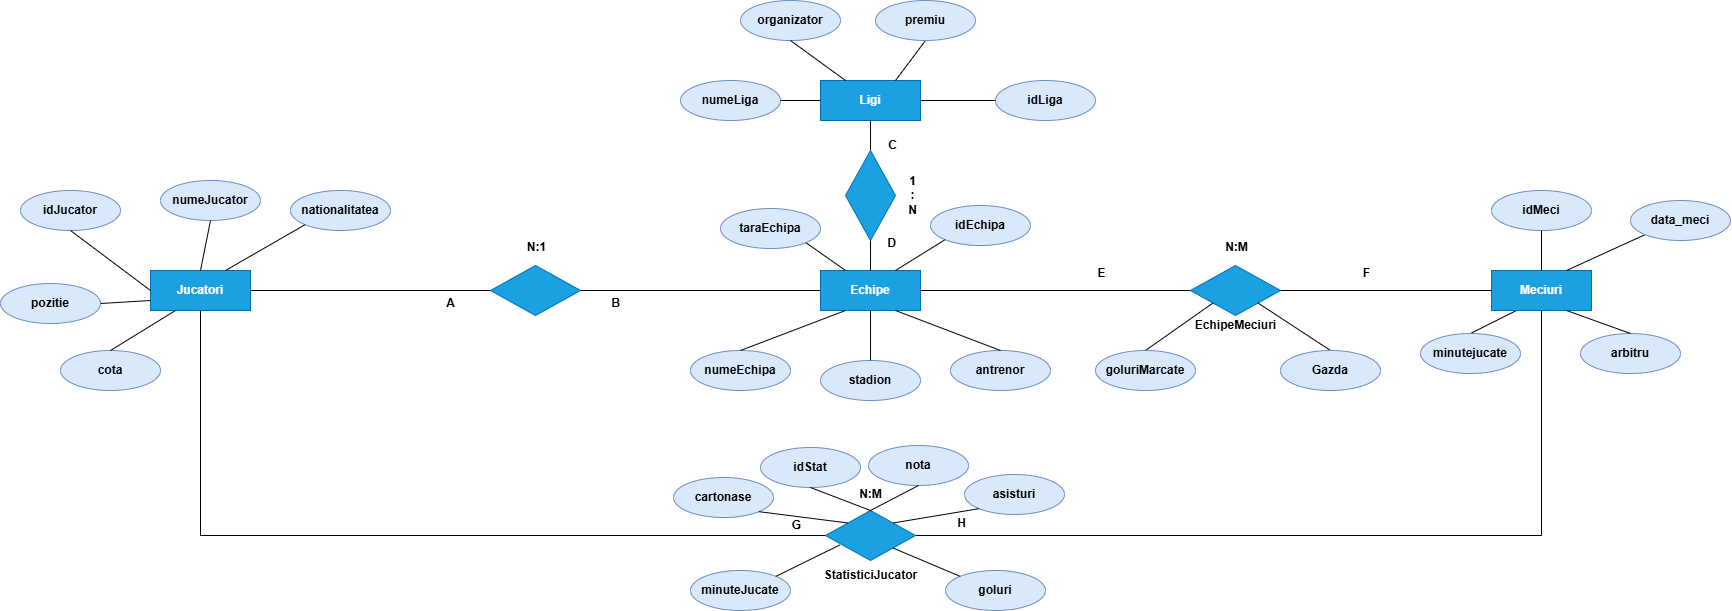 organizator
premiu
numeLiga
Ligi
idLiga
C
1
:
N
idJucator
numeJucator
nationalitatea
taraEchipa
idEchipa
idMeci
data_meci
D
N:1
N:M
E
F
Jucatori
Echipe
Meciuri
pozitie
A
B
EchipeMeciuri
minutejucate
arbitru
cota
numeEchipa
stadion
antrenor
goluriMarcate
Gazda
idStat
nota
cartonase
N:M
asisturi
G
H
StatisticiJucator
minuteJucate
goluri